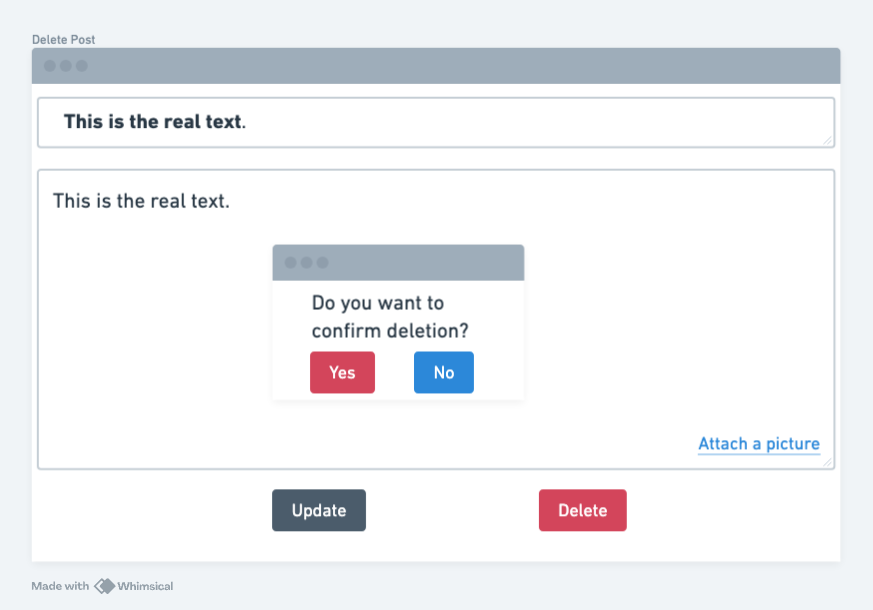 Delete Post
This is the real text.
This is the real text.
Do you want to
confirm deletion?
Yes No
Attach a picture
Update Delete
Made with Whimsical